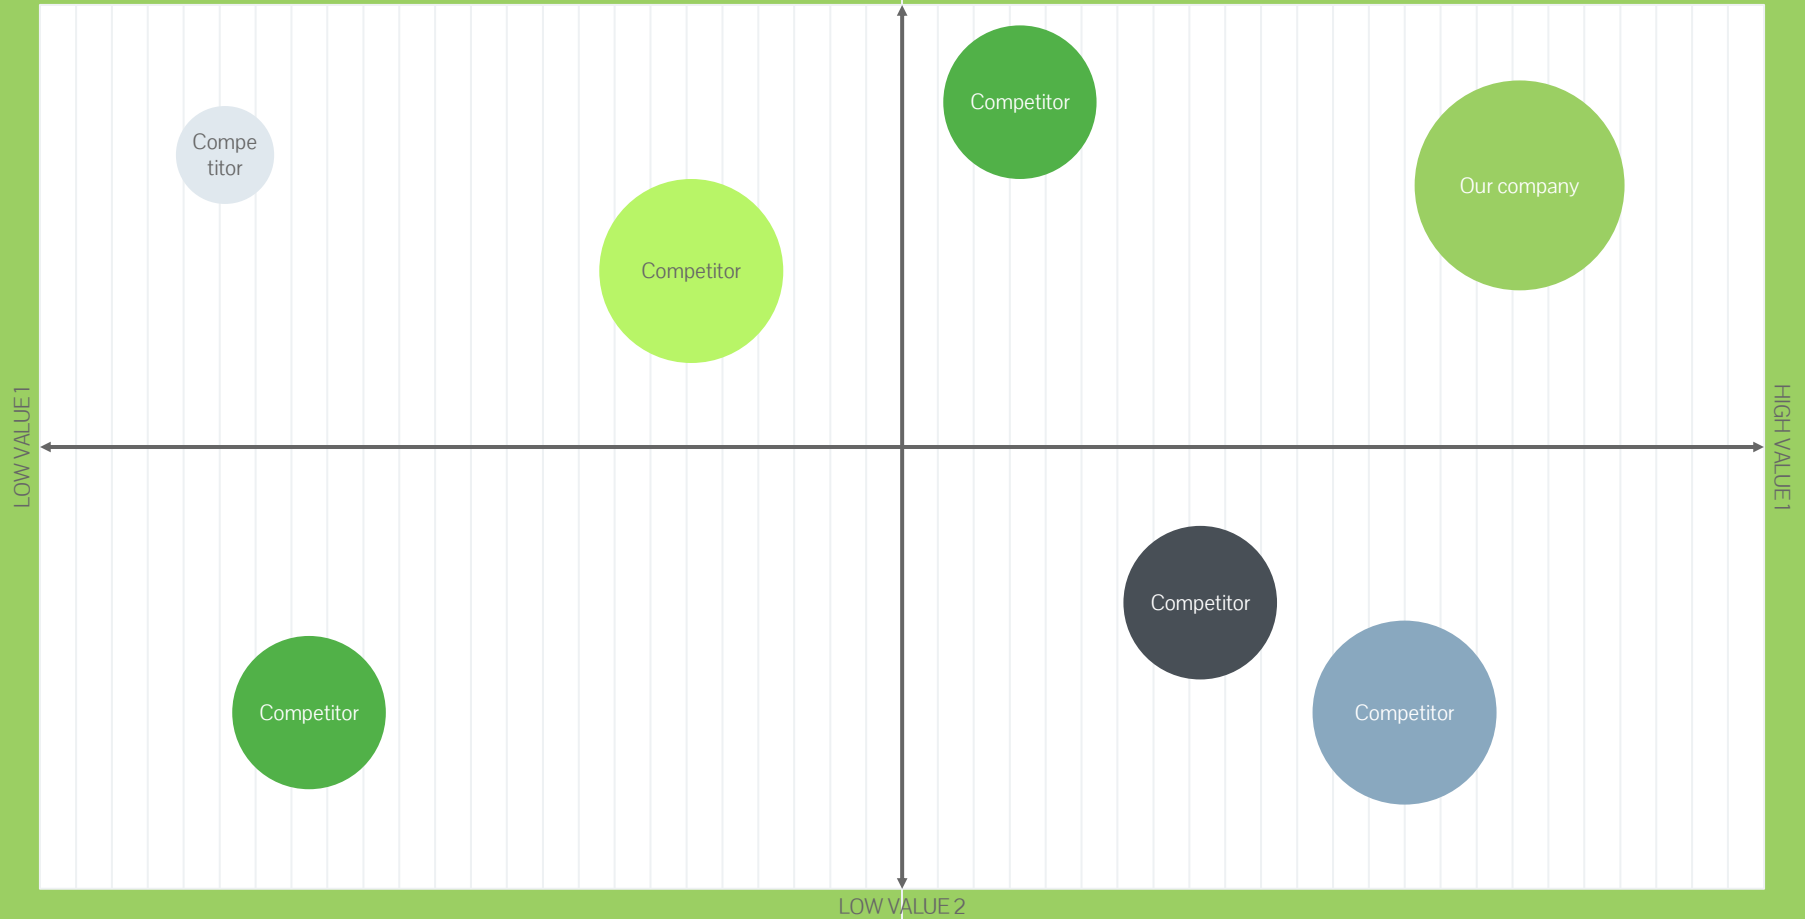 Competitor
Compe
titor
Our company
Competitor
LOW VALUE 1
HIGH VALUE 1
Competitor
Competitor
Competitor
LOW VALUE 2